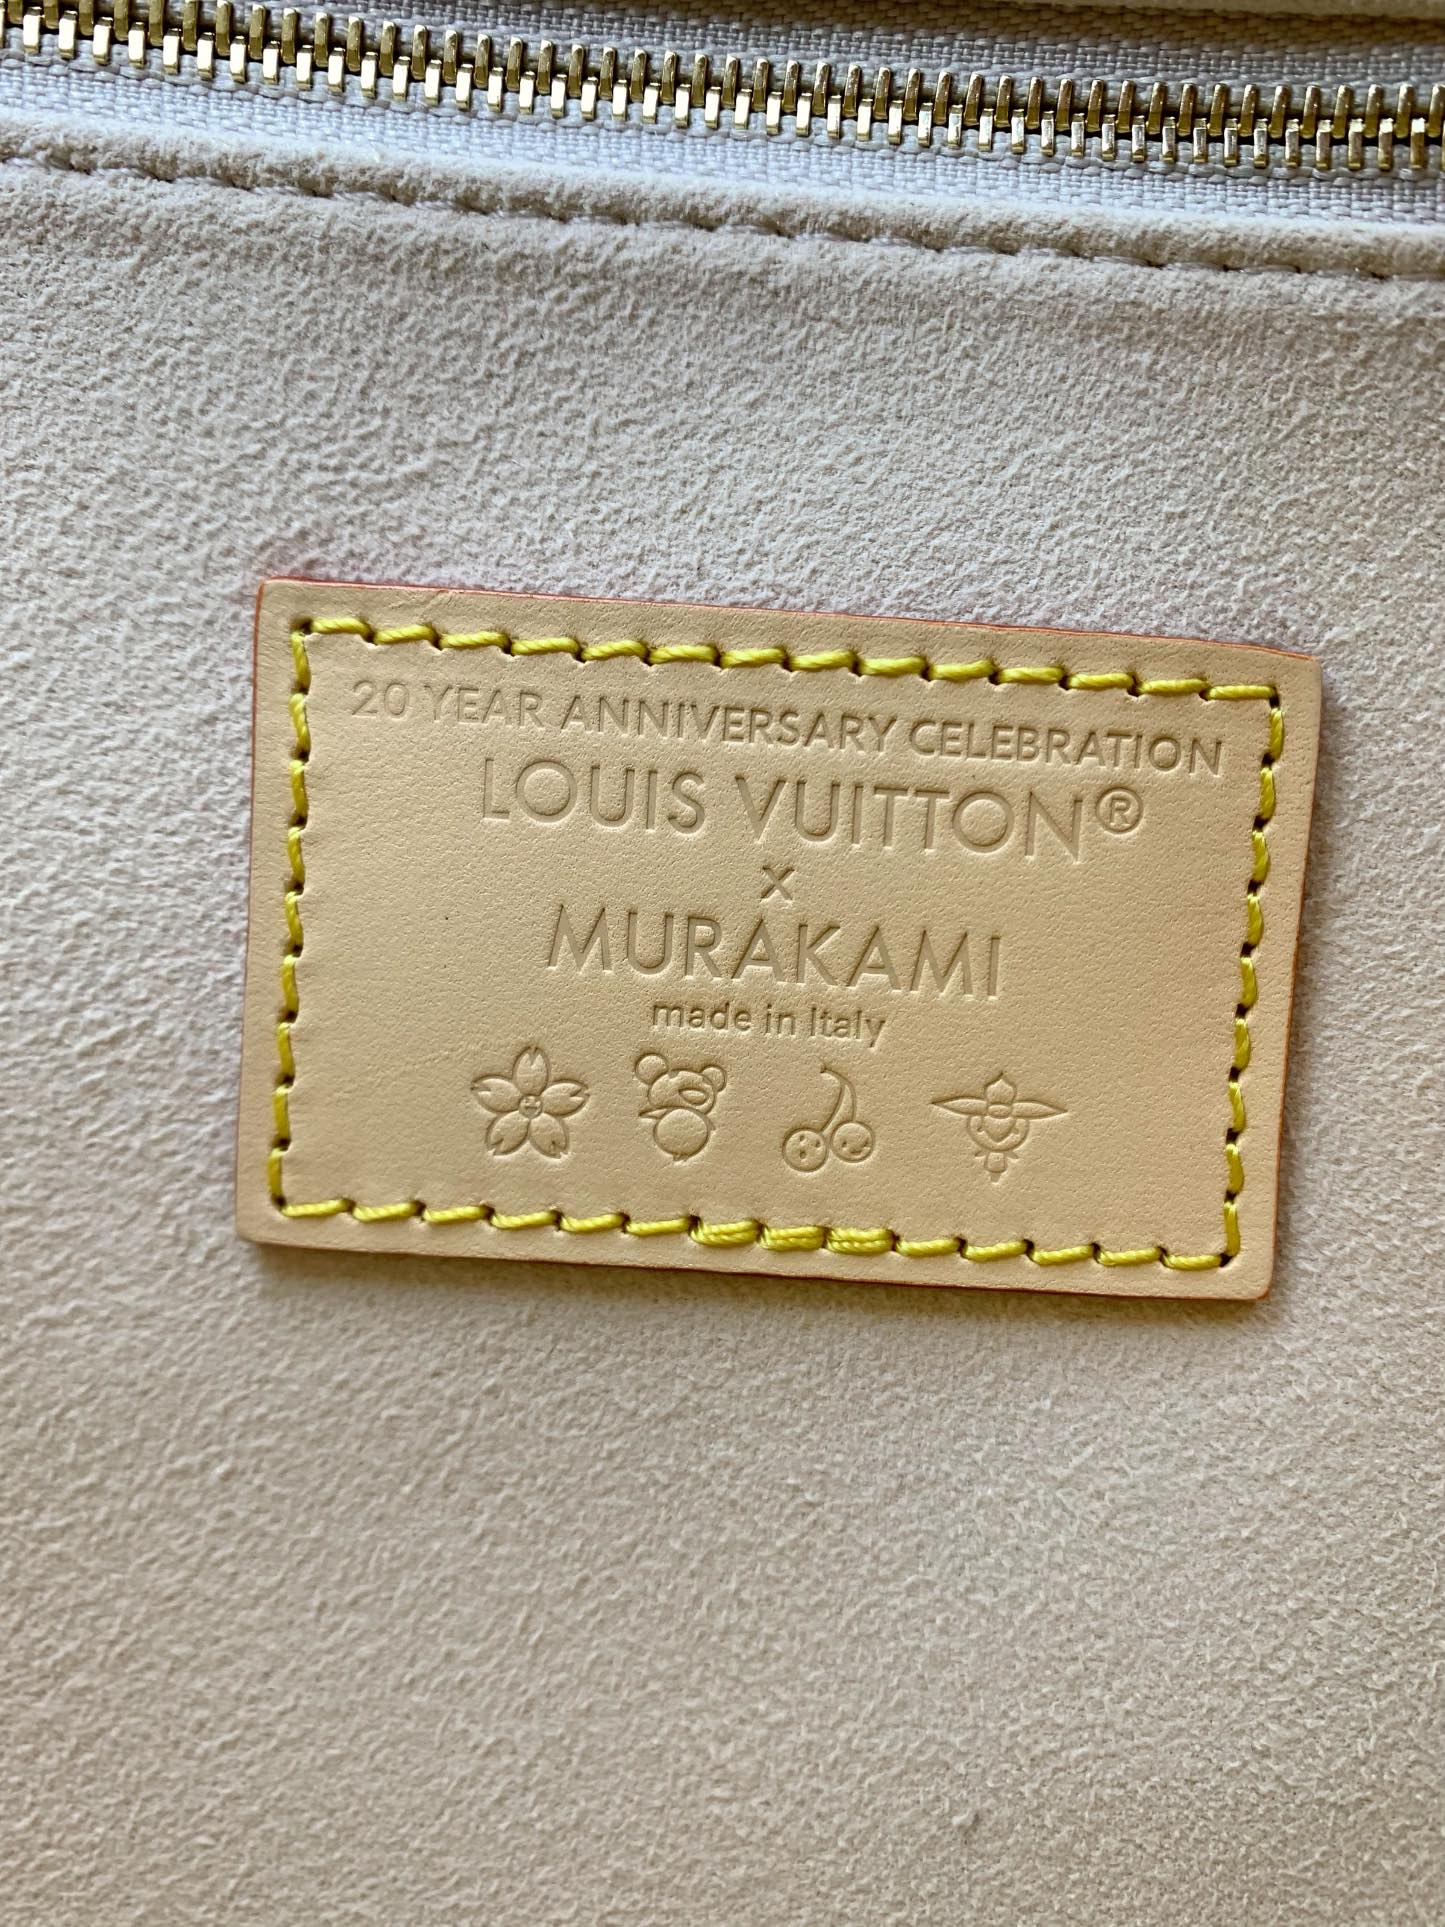 20 YEAR ANNIVERSARY CELEBRATION
LOUIS VUITTON®
x
MURAKAMI
made in Italy